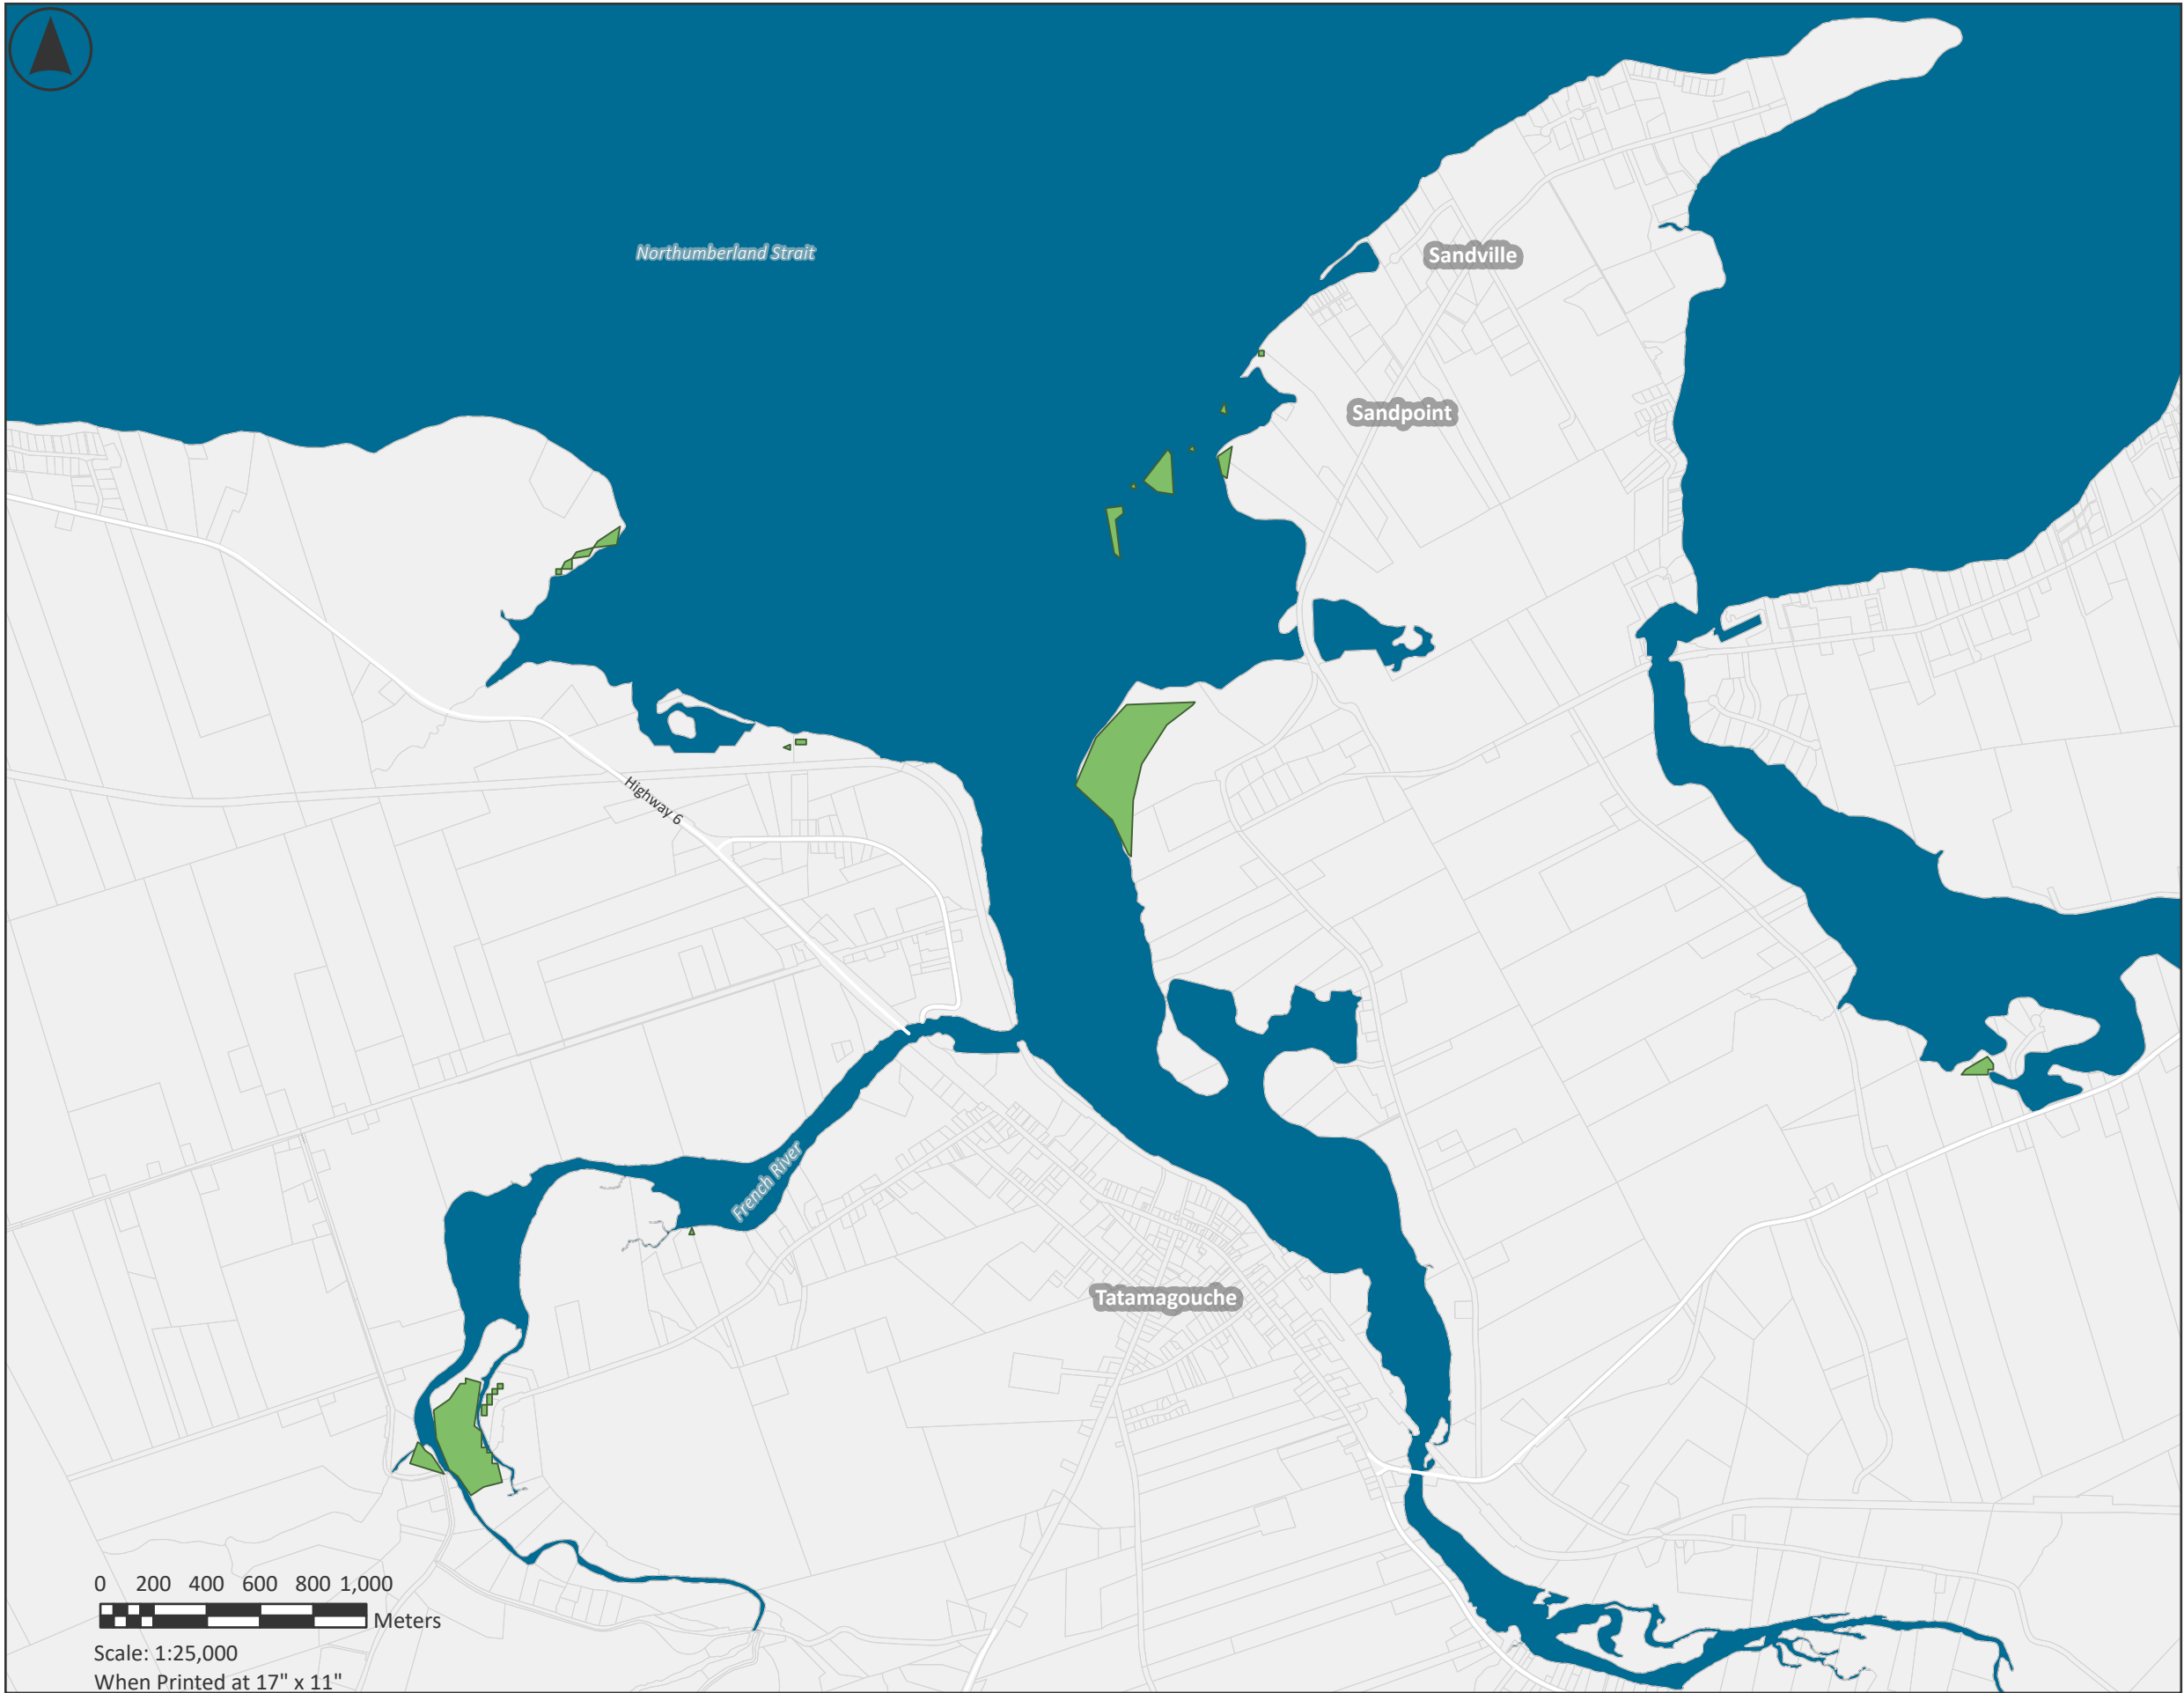 Northumberland Strait
Sandville
Sandpoint
Highway 6
French River
Tatamagouche
0 200 400 600 800 1,000
Meters
Scale: 1:25,000
When Printed at 17" x 11"